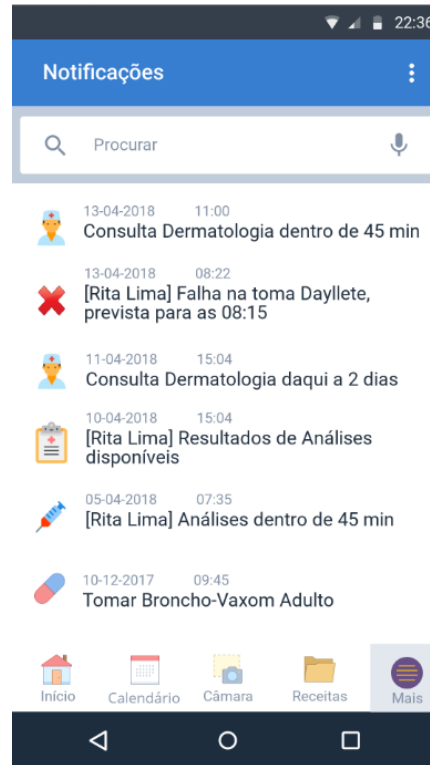 22:36
Notificações
Procurar
13-04-2018 11:00
Consulta Dermatologia dentro de 45 min
13-04-2018 08:22
[Rita Lima] Falha na toma Dayllete,
prevista para as 08:15
11-04-2018 15:04
Consulta Dermatologia daqui a 2 dias
10-04-2018 15:04
[Rita Lima] Resultados de Análises
disponíveis
05-04-2018 07:35
[Rita Lima] Análises dentro de 45 min
10-12-2017 09:45
Tomar Broncho-Vaxom Adulto
Início Calendário Câmara Receitas Mais